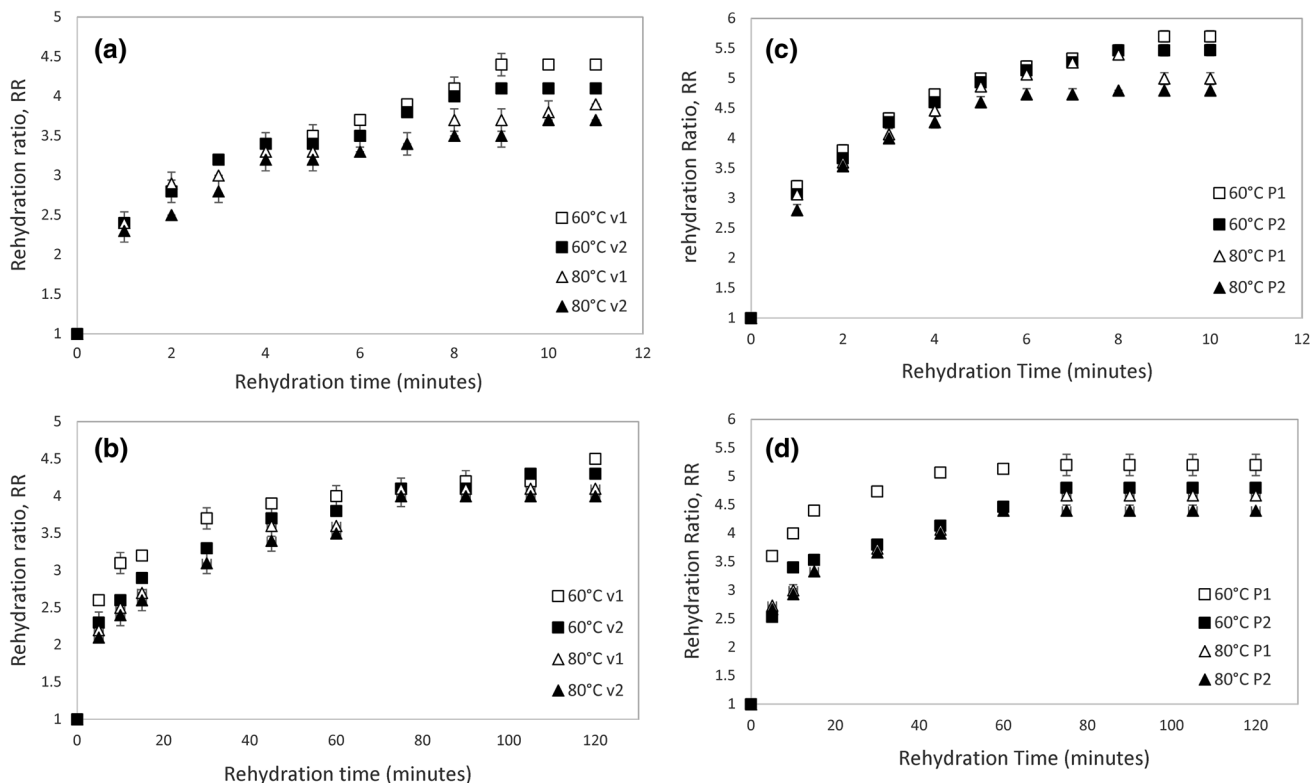 (a)
Rehydration ratio, RR
5
4.5
4
3.5
3
2.5
2
1.5
1
0 2 4 6 8 10 12
Rehydration time (minutes)
60°C v1
60°C v2
80°C v1
80°C v2
(c)
rehydration Ratio, RR
6
5.5
5
4.5
4
3.5
3
2.5
2
1.5
1
0 2 4 6 8 10 12
Rehydration Time (minutes)
60°C P1
60°C P2
80°C P1
80°C P2
(b)
Rehydration ratio, RR
5
4.5
4
3.5
3
2.5
2
1.5
1
0 20 40 60 80 100 120
Rehydration time (minutes)
60°C v1
60°C v2
80°C v1
80°C v2
(d)
Rehydration Ratio, RR
6
5.5
5
4.5
4
3.5
3
2.5
2
1.5
1
0 20 40 60 80 100 120
Rehydration Time (minutes)
60°C P1
60°C P2
80°C P1
80°C P2